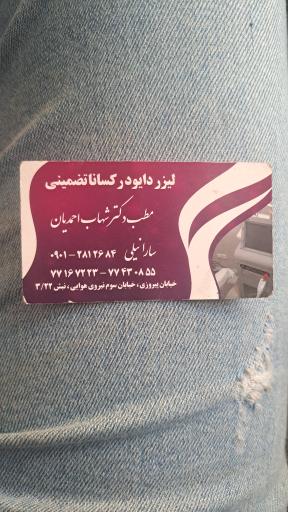 لیزر دایود رکسانا تضمینی
مطب دکتر شهاب احمدیان
سارا نیلی ۰۹۰۱-۲۸۱۲۶۸۴
۷۷۱۶۷۲۲۳ - ۷۷۴۳۰۸۵۵
خیابان پیروزی ، خیابان سوم نیروی هوایی ، نبش ۳/۲۲